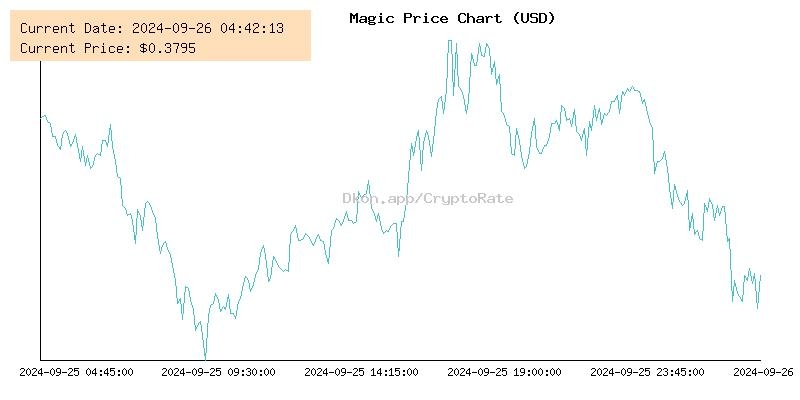 Magic Price Chart (USD)
Current Date: 2024-09-26 04:42:13
Current Price: $0.3795
Dkon.app/CryptoRate
2024-09-25 04:45:00 2024-09-25 09:30:00 2024-09-25 14:15:00 2024-09-25 19:00:00 2024-09-25 23:45:00 2024-09-26